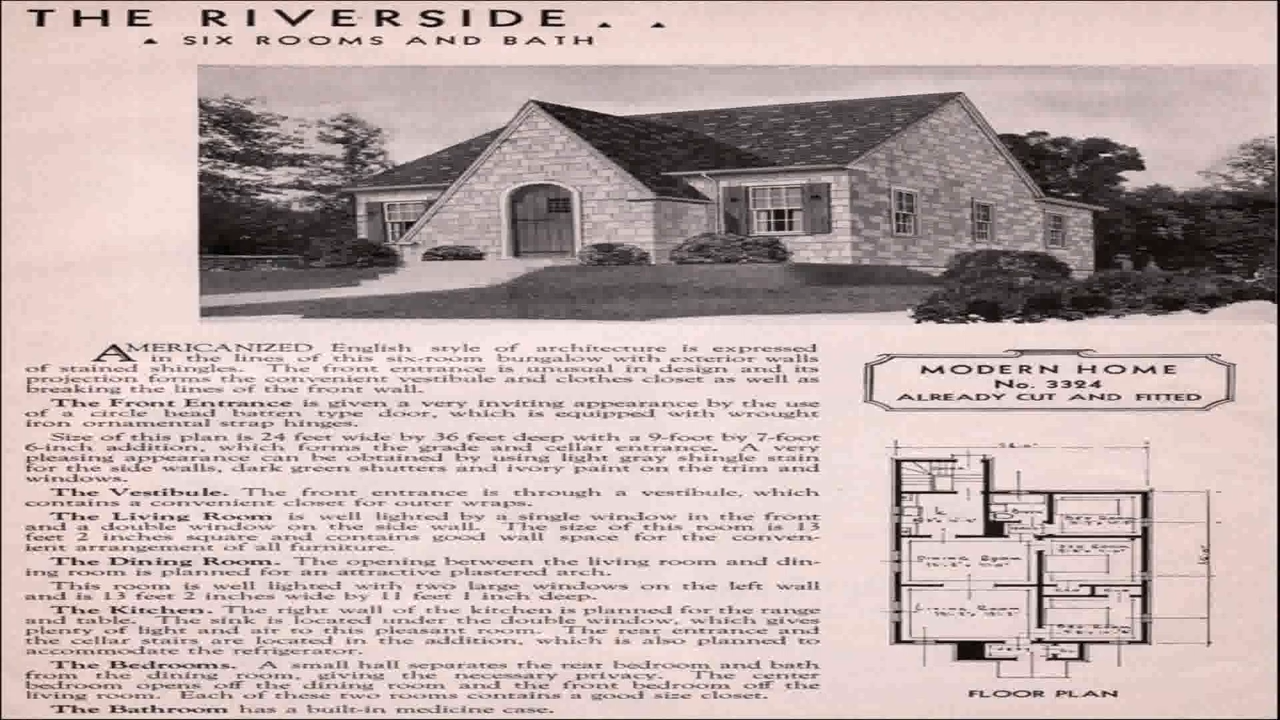 THE RIVERSIDE
SIX ROOMS AND BATH
AMERICANIZED English style of architecture is expressed
in the lines of this six-room bungalow with exterior walls
of stained shingles. The front entrance is unusual in design and its
projection forms the convenient vestibule and clothes closet as well as
breaking the lines of the front wall.
The Front Entrance is given a very inviting appearance by the use
of a circle head batten type door, which is equipped with wrought
iron ornamental strap hinges.
Size of this plan is 24 feet wide by 36 feet deep with a 9-foot by 7-foot
6-inch addition, which forms the grade and cellar entrance. A very
pleasing appearance can be obtained by using light gray shingle stain
for the side walls, dark green shutters and ivory paint on the trim and
windows.
The Vestibule. The front entrance is through a vestibule, which
contains a convenient closet for outer wraps.
The Living Room is well lighted by a single window in the front
and a double window on the side wall. The size of this room is 13
feet 2 inches square and contains good wall space for the conven-
ient arrangement of all furniture.
The Dining Room. The opening between the living room and din-
ing room is planned for an attractive plastered arch.
This room is well lighted with two large windows on the left wall
and is 13 feet 2 inches wide by 11 feet 1 inch deep.
The Kitchen. The right wall of the kitchen is planned for the range
and table. The sink is located under the double window, which gives
plenty of light and air to this pleasant room. The rear entrance and
the cellar stairs are located in the addition, which is also planned to
accommodate the refrigerator.
The Bedrooms. A small hall separates the rear bedroom and bath
from the dining room, giving the necessary privacy. The center
bedroom opens off the dining room and the front bedroom off the
living room. Each of these two rooms contains a good size closet.
The Bathroom has a built-in medicine case.
MODERN HOME
No. 3324
ALREADY CUT AND FITTED
Dining Room
Living Room
FLOOR PLAN